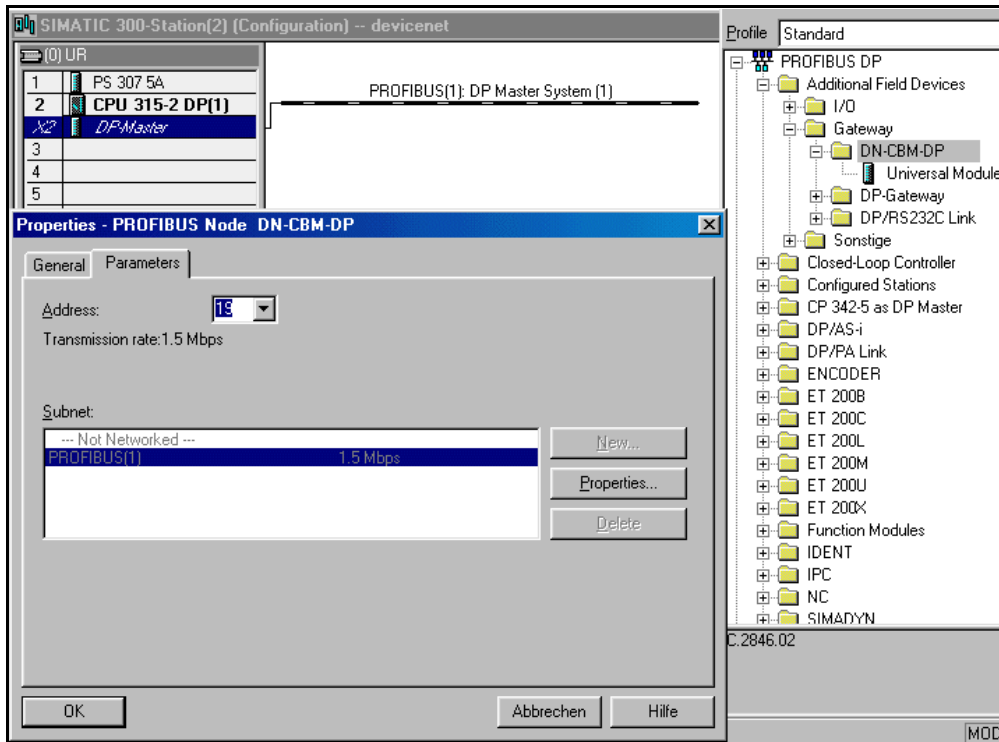 SIMATIC 300-Station(2) (Configuration) -- devicenet
(0) UR
1 PS 307 5A
2 CPU 315-2 DP(1)
X2 DP-Master
3
4
5
PROFIBUS(1): DP Master System (1)
Properties - PROFIBUS Node DN-CBM-DP
General Parameters
Address: 19
Transmission rate:1.5 Mbps
Subnet:
--- Not Networked ---
PROFIBUS(1) 1.5 Mbps
New...
Properties...
Delete
OK Abbrechen Hilfe
Profile Standard
PROFIBUS DP
Additional Field Devices
I/O
Gateway
DN-CBM-DP
Universal Module
DP-Gateway
DP/RS232C Link
Sonstige
Closed-Loop Controller
Configured Stations
CP 342-5 as DP Master
DP/AS-i
DP/PA Link
ENCODER
ET 200B
ET 200C
ET 200L
ET 200M
ET 200U
ET 200X
Function Modules
IDENT
IPC
NC
SIMADYN
C.2846.02
MOD